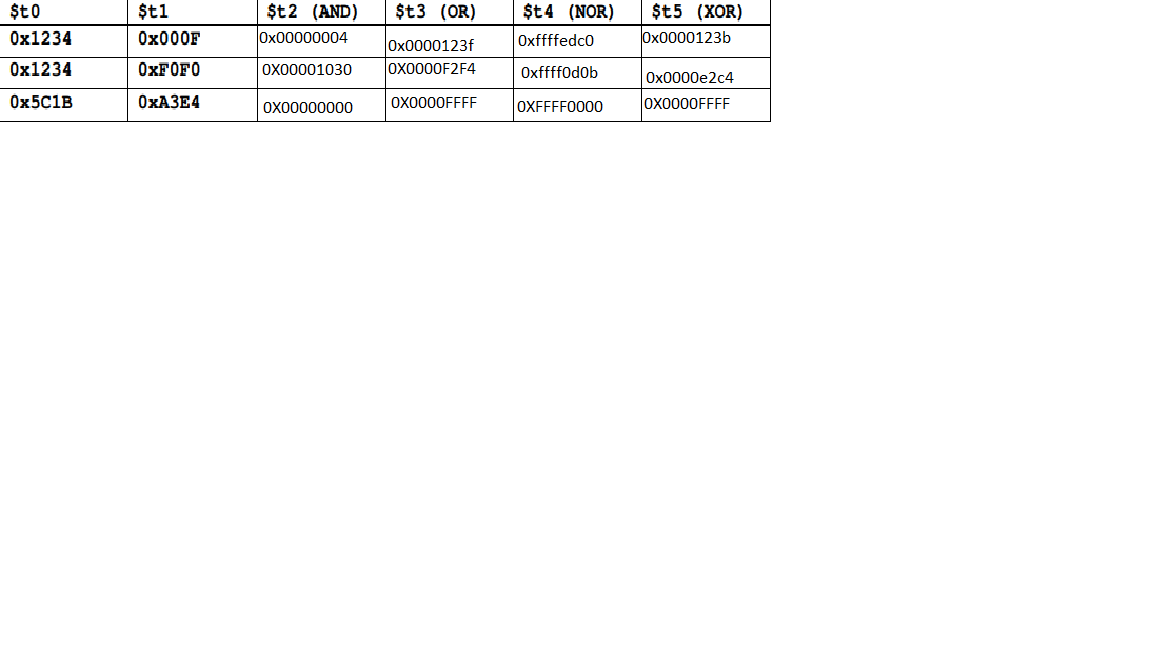 $t0 $t1 $t2 (AND) $t3 (OR) $t4 (NOR) $t5 (XOR)
0x1234 0x000F 0x00000004 0x0000123f 0xffffedc0 0x0000123b
0x1234 0xF0F0 0X00001030 0X0000F2F4 0xffff0d0b 0x0000e2c4
0x5C1B 0xA3E4 0X00000000 0X0000FFFF 0XFFFF0000 0X0000FFFF